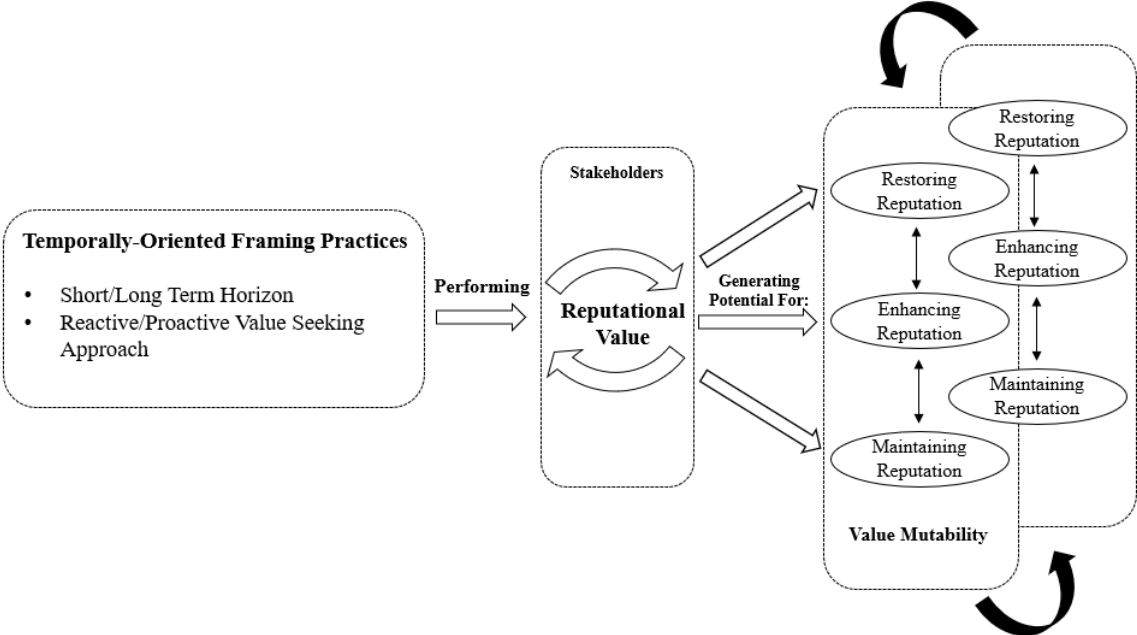 Temporally-Oriented Framing Practices
• Short/Long Term Horizon
• Reactive/Proactive Value Seeking
Approach
Performing
Stakeholders
Reputational
Value
Generating
Potential For:
Restoring
Reputation
Enhancing
Reputation
Maintaining
Reputation
Value Mutability
Restoring
Reputation
Enhancing
Reputation
Maintaining
Reputation